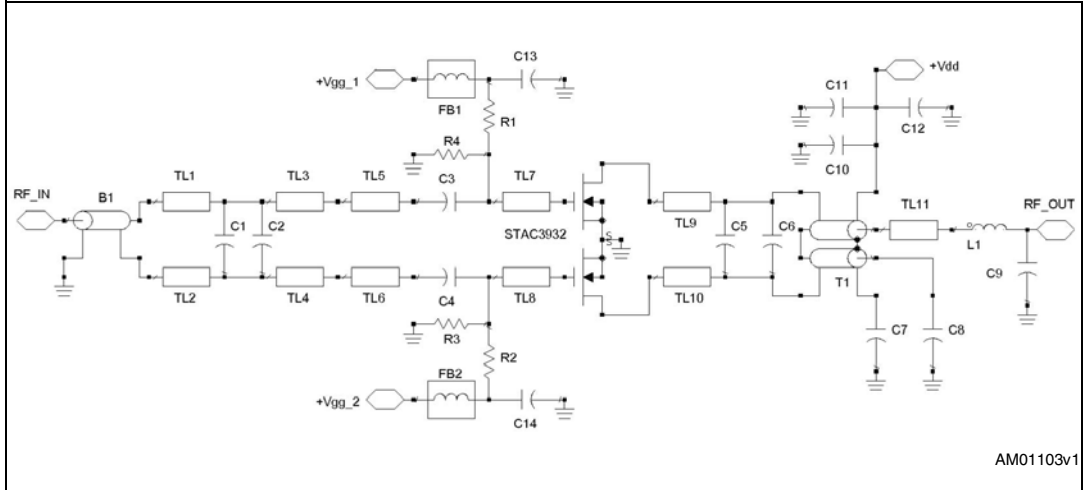 C13
+Vgg_1
FB1
R1
R4
C11
+Vdd
C12
C10
RF_IN
B1
TL1
TL3
TL5
C3
TL7
TL9
TL11
RF_OUT
C1
C2
STAC3932
S
S
C5
C6
L1
C9
TL2
TL4
TL6
C4
TL8
TL10
T1
R3
R2
C7
C8
FB2
+Vgg_2
C14
AM01103v1